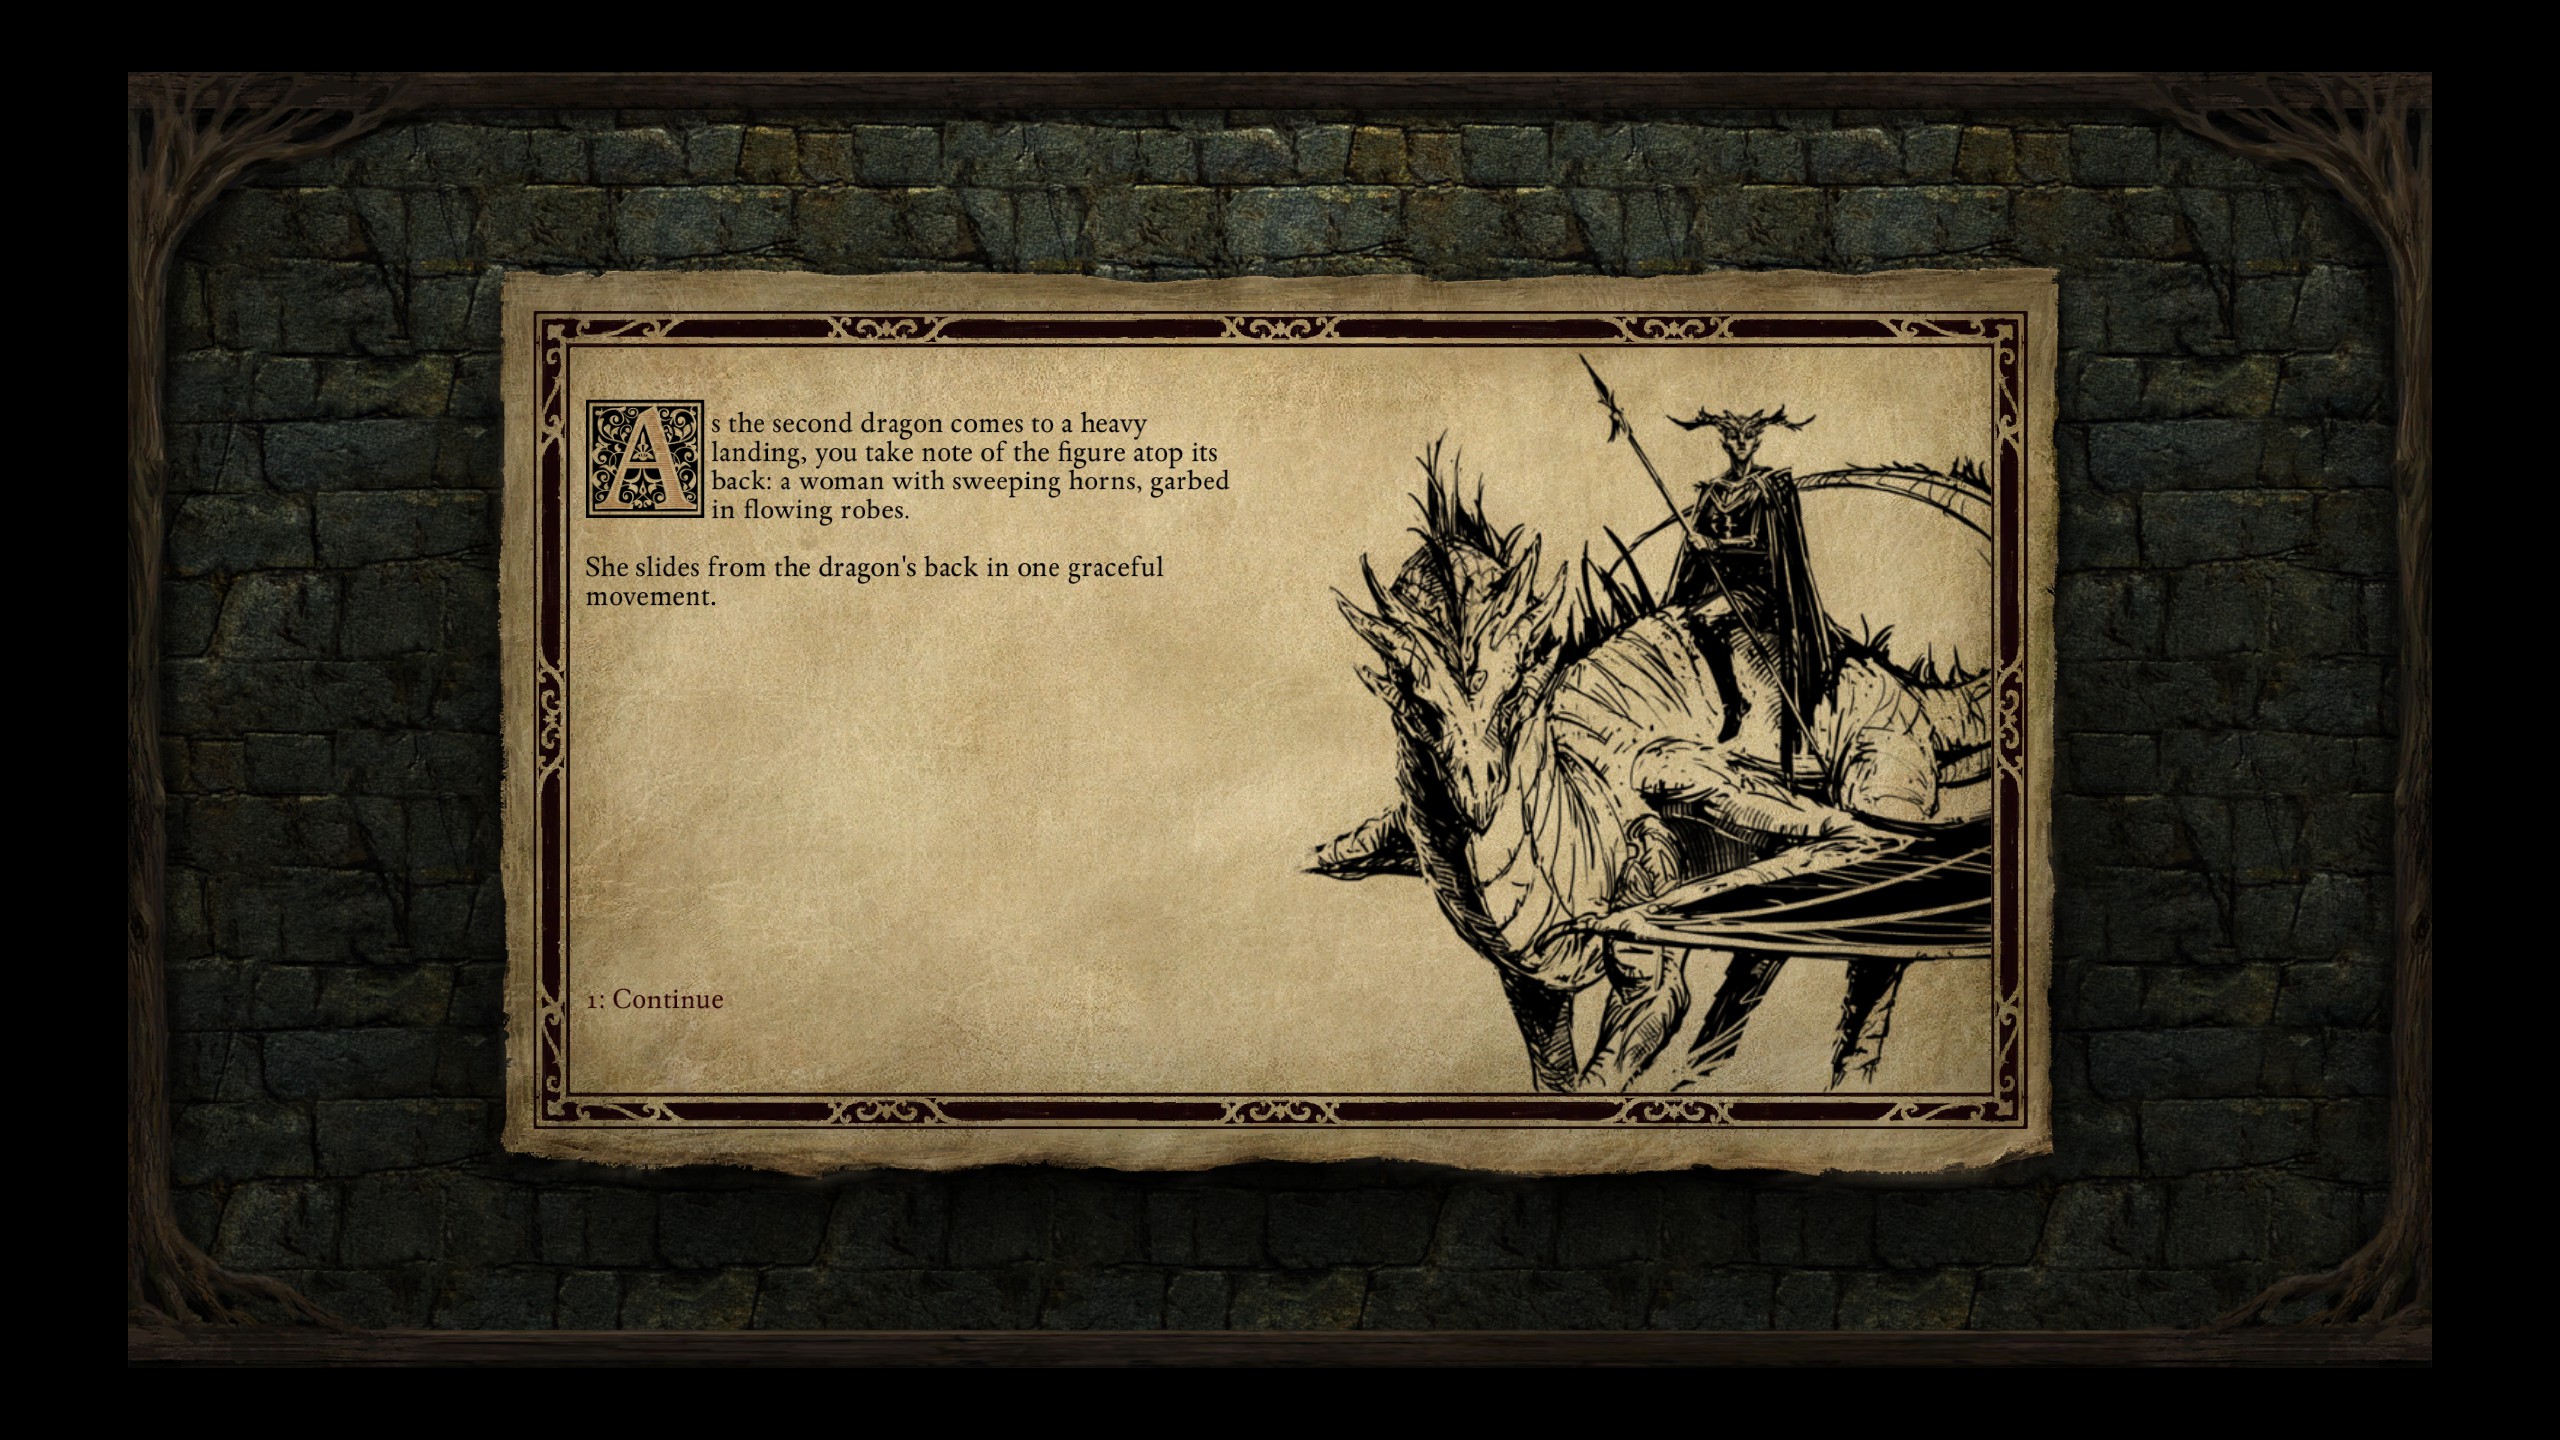 As the second dragon comes to a heavy
landing, you take note of the figure atop its
back: a woman with sweeping horns, garbed
in flowing robes.
She slides from the dragon's back in one graceful
movement.
1: Continue